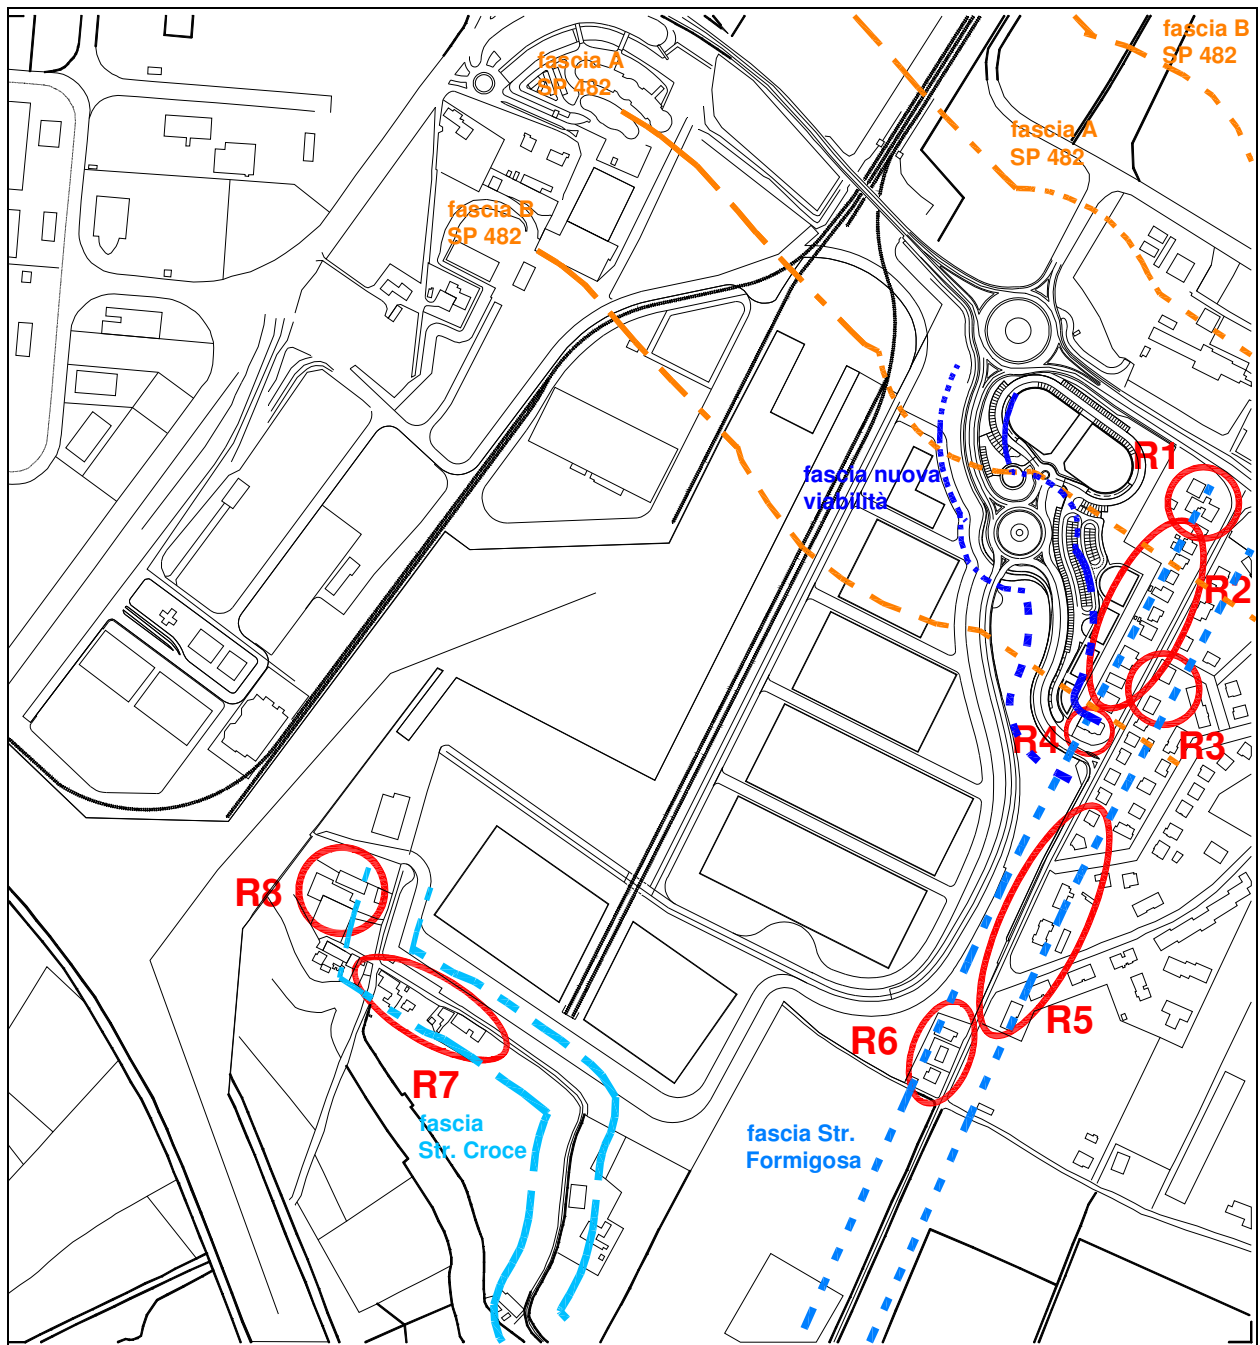 fascia B
SP 482
fascia A
SP 482
fascia A
SP 482
fascia B
SP 482
R1
fascia nuova
viabilità
R2
R4
R3
R8
R5
R6
R7
fascia
Str. Croce
fascia Str.
Formigosa